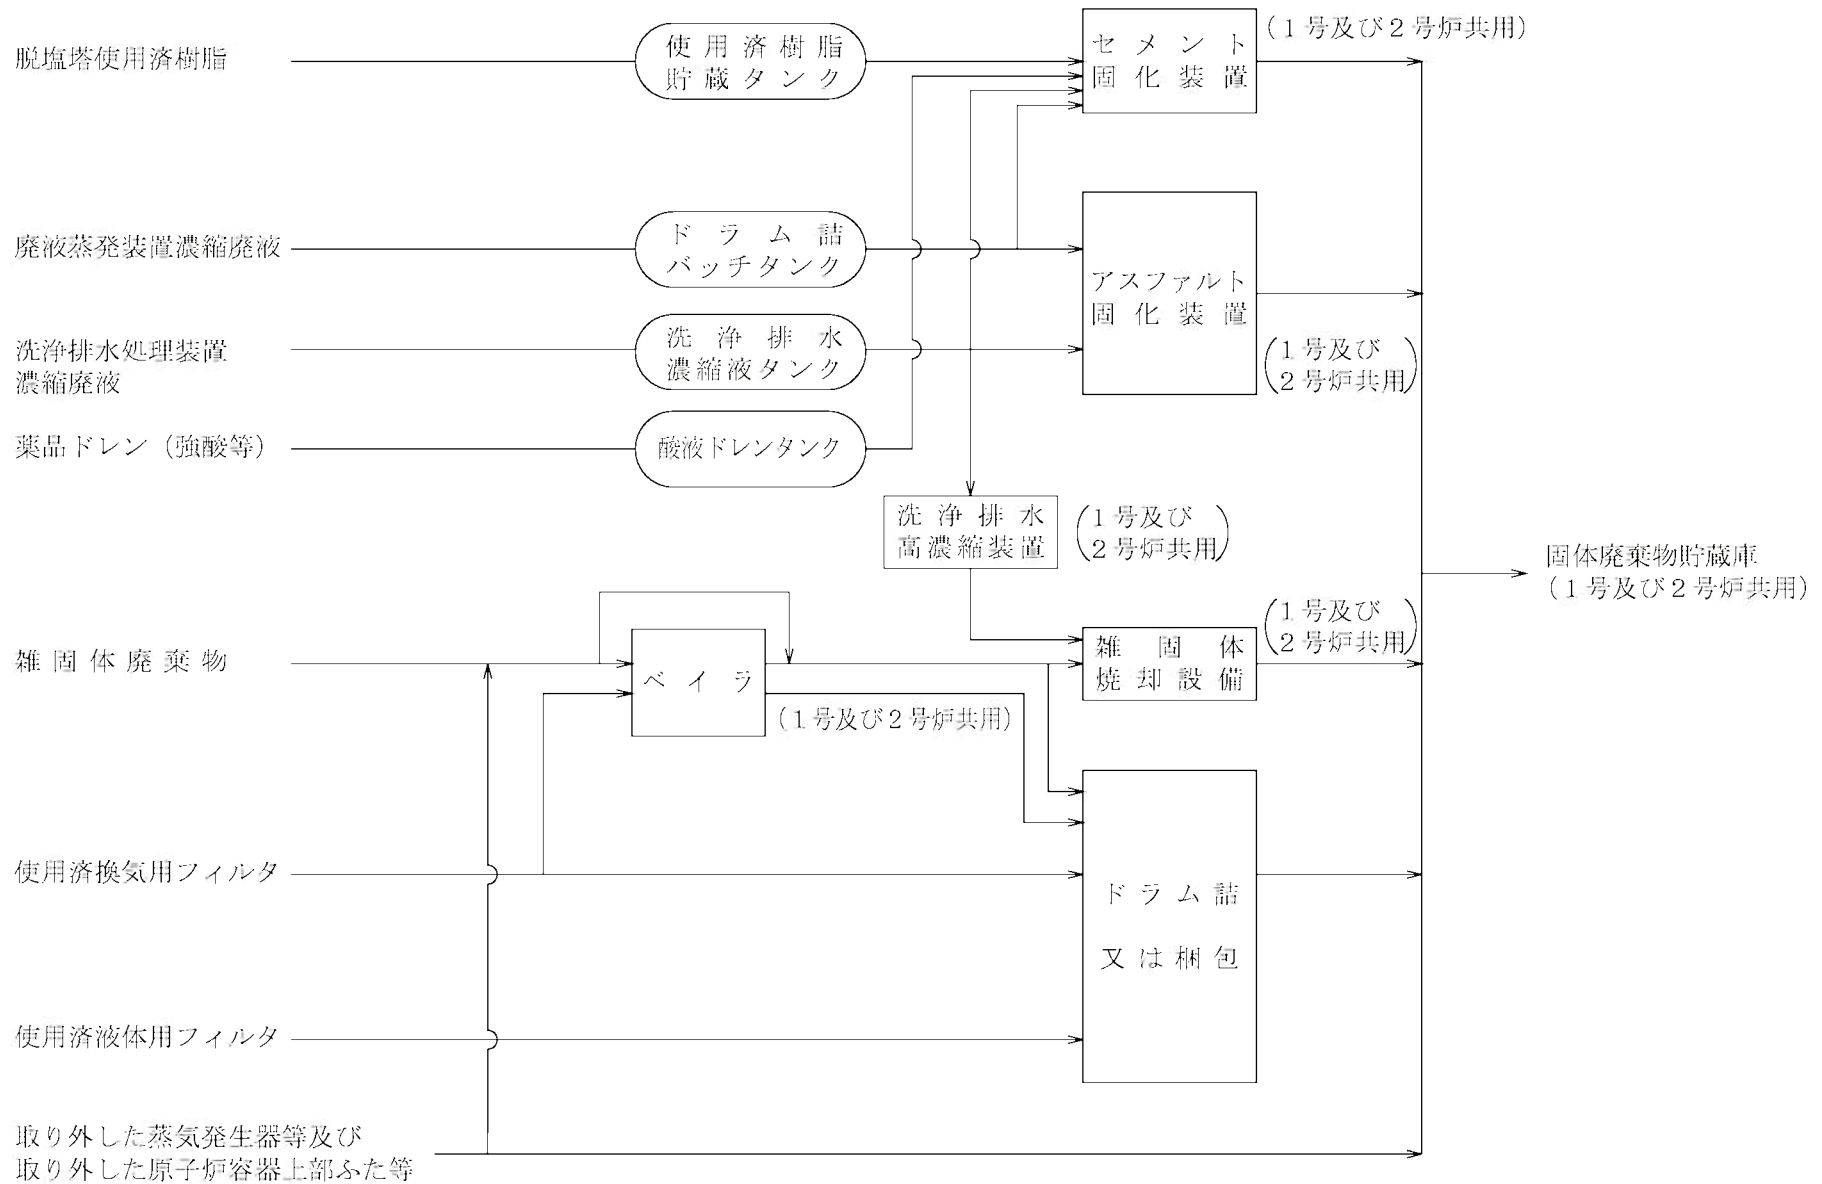 脱塩塔使用済樹脂
使用済樹脂
貯蔵タンク
セメント
固化装置
(1号及び2号炉共用)
廃液蒸発装置濃縮廃液
ドラム詰
バッチタンク
アスファルト
固化装置
(1号及び
2号炉共用)
洗浄排水処理装置
濃縮廃液
洗浄排水
濃縮液タンク
薬品ドレン (強酸等)
酸液ドレンタンク
洗浄排水
高濃縮装置
(1号及び
2号炉共用)
固体廃棄物貯蔵庫
(1号及び2号炉共用)
雑固体廃棄物
ベイラ
(1号及び2号炉共用)
雑固体
焼却設備
(1号及び
2号炉共用)
使用済換気用フィルタ
ドラム詰
又は梱包
使用済液体用フィルタ
取り外した蒸気発生器等及び
取り外した原子炉容器上部ふた等